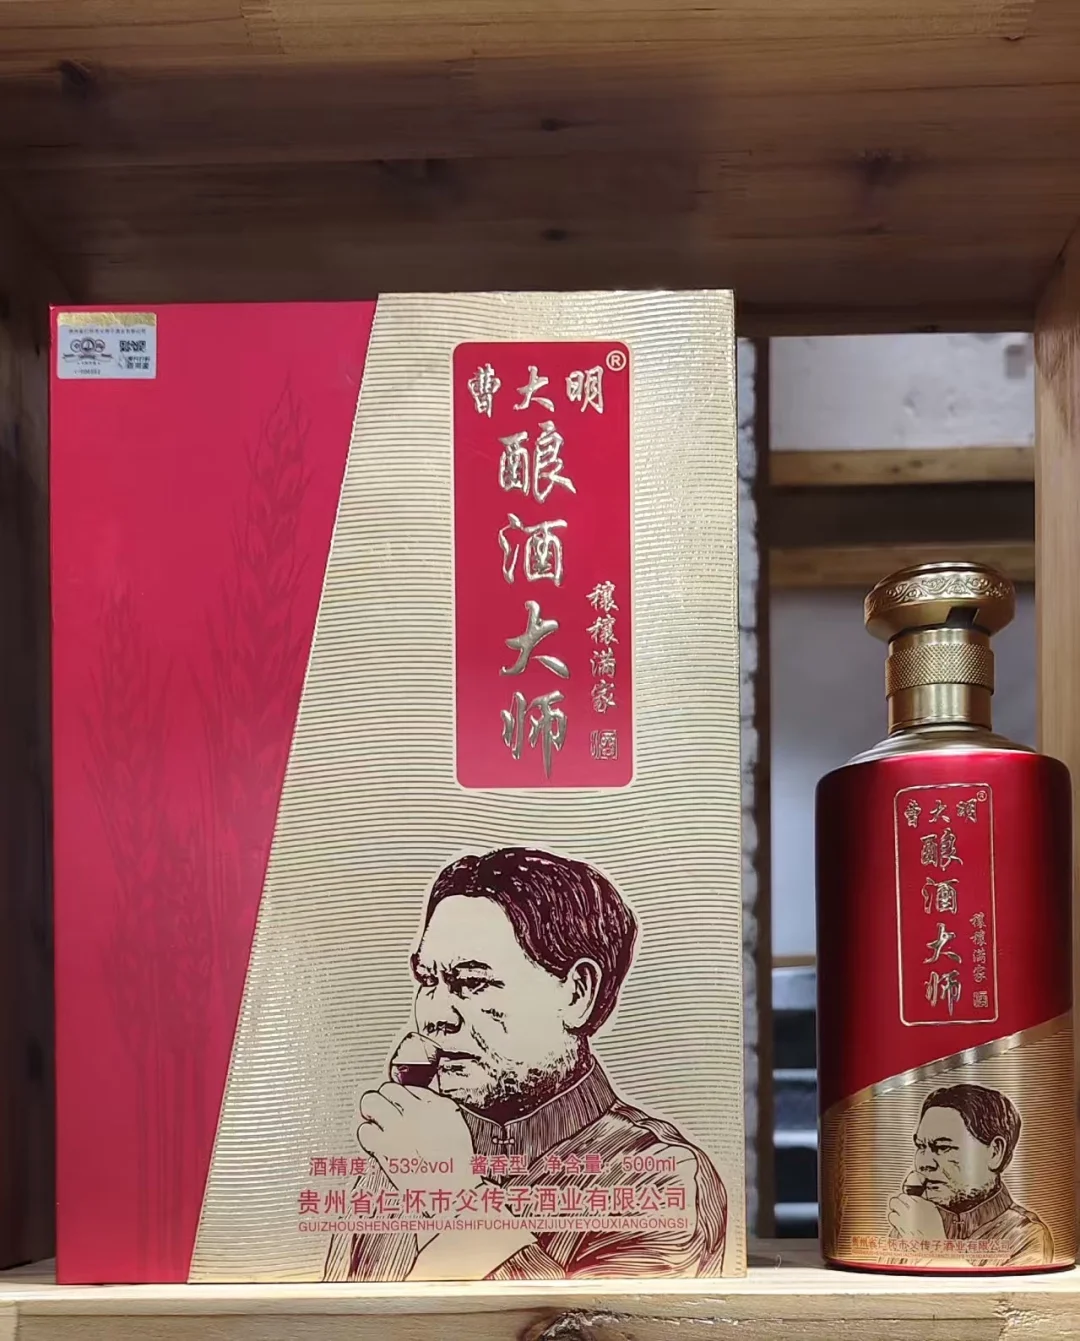 曹大明®
酿酒大师
穰穰满家
酒
酒精度：53%vol 酱香型 净含量：500ml
贵州省仁怀市父传子酒业有限公司
GUIZHOUSHENGRENHUAISHIFUCHUANZIJIUYEYOUXIANGONGSI
曹大明®
酿酒大师
穰穰满家
酒
贵州省仁怀市父传子酒业有限公司